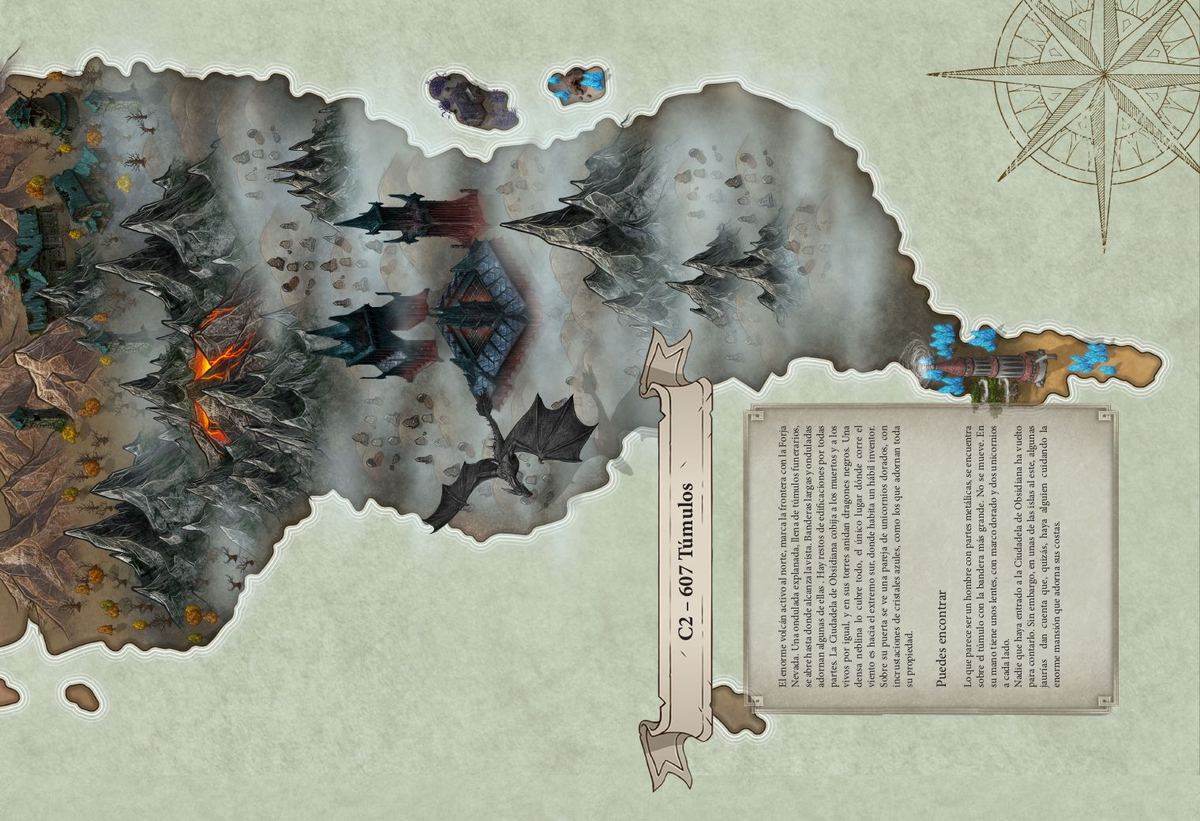 C2 – 607 Túmulos
El enorme volcán activo al norte, marca la frontera con la Forja
Nevada. Una ondulada explanada, llena de túmulos funerarios,
se abre hasta donde alcanza la vista. Banderas largas y onduladas
adornan algunas de ellas . Hay restos de edificaciones por todas
partes. La Ciudadela de Obsidiana cobija a los muertos y a los
vivos por igual, y en sus torres anidan dragones negros. Una
densa neblina lo cubre todo, el único lugar dónde corre el
viento es hacia el extremo sur, donde habita un hábil inventor.
Sobre su puerta se ve una pareja de unicornios dorados, con
incrustaciones de cristales azules, como los que adornan toda
su propiedad.
Puedes encontrar
Lo que parece ser un hombre con partes metálicas, se encuentra
sobre el túmulo con la bandera más grande. No se mueve. En
su mano tiene unos lentes, con marco dorado y dos unicornios
a cada lado.
Nadie que haya entrado a la Ciudadela de Obsidiana ha vuelto
para contarlo. Sin embargo, en unas de las islas al este, algunas
jaurías dan cuenta que, quizás, haya alguien cuidando la
enorme mansión que adorna sus costas.